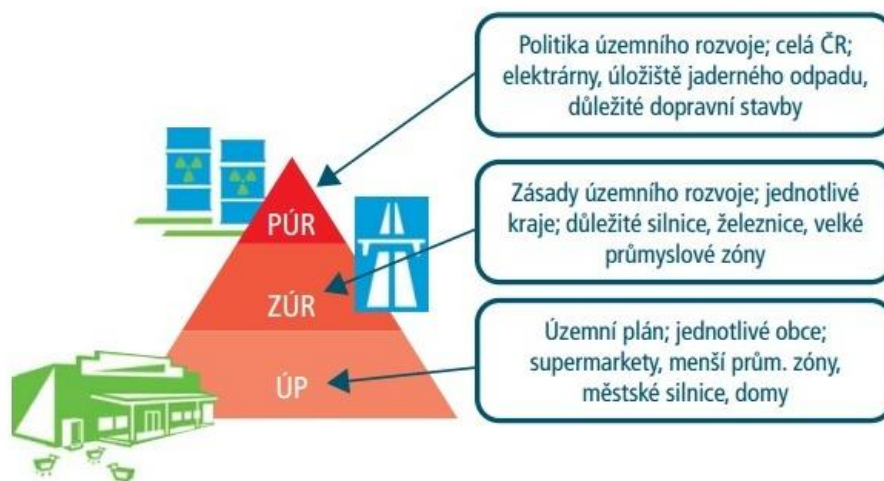 Politika územního rozvoje; celá ČR;
elektrárny, úložiště jaderného odpadu,
důležité dopravní stavby
PÚR
Zásady územního rozvoje; jednotlivé
kraje; důležité silnice, železnice, velké
průmyslové zóny
ZÚR
Územní plán; jednotlivé obce;
supermarkety, menší prům. zóny,
městské silnice, domy
ÚP